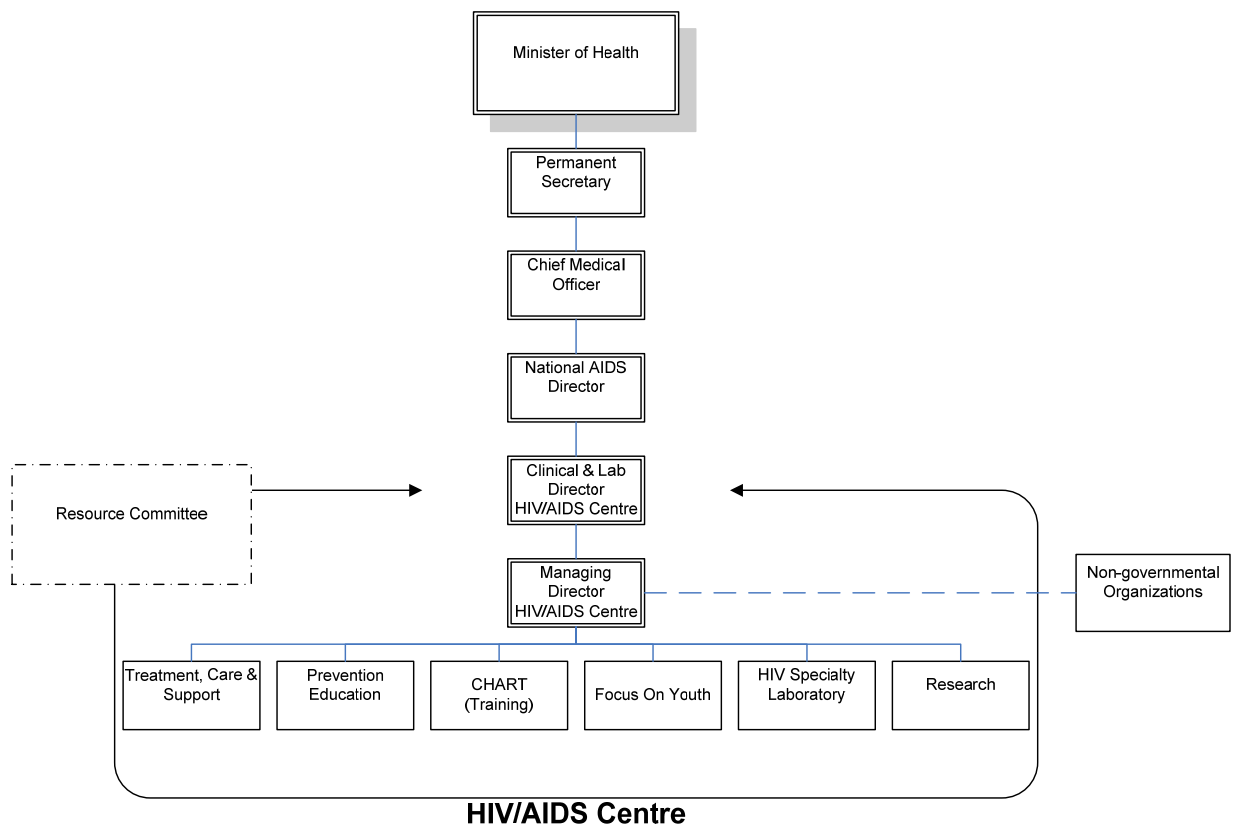 Minister of Health
Permanent
Secretary
Chief Medical
Officer
National AIDS
Director
Clinical & Lab
Director
HIV/AIDS Centre
Resource Committee
Managing
Director
HIV/AIDS Centre
Non-governmental
Organizations
Treatment, Care &
Support
Prevention
Education
CHART
(Training)
Focus On Youth
HIV Specialty
Laboratory
Research
HIV/AIDS Centre